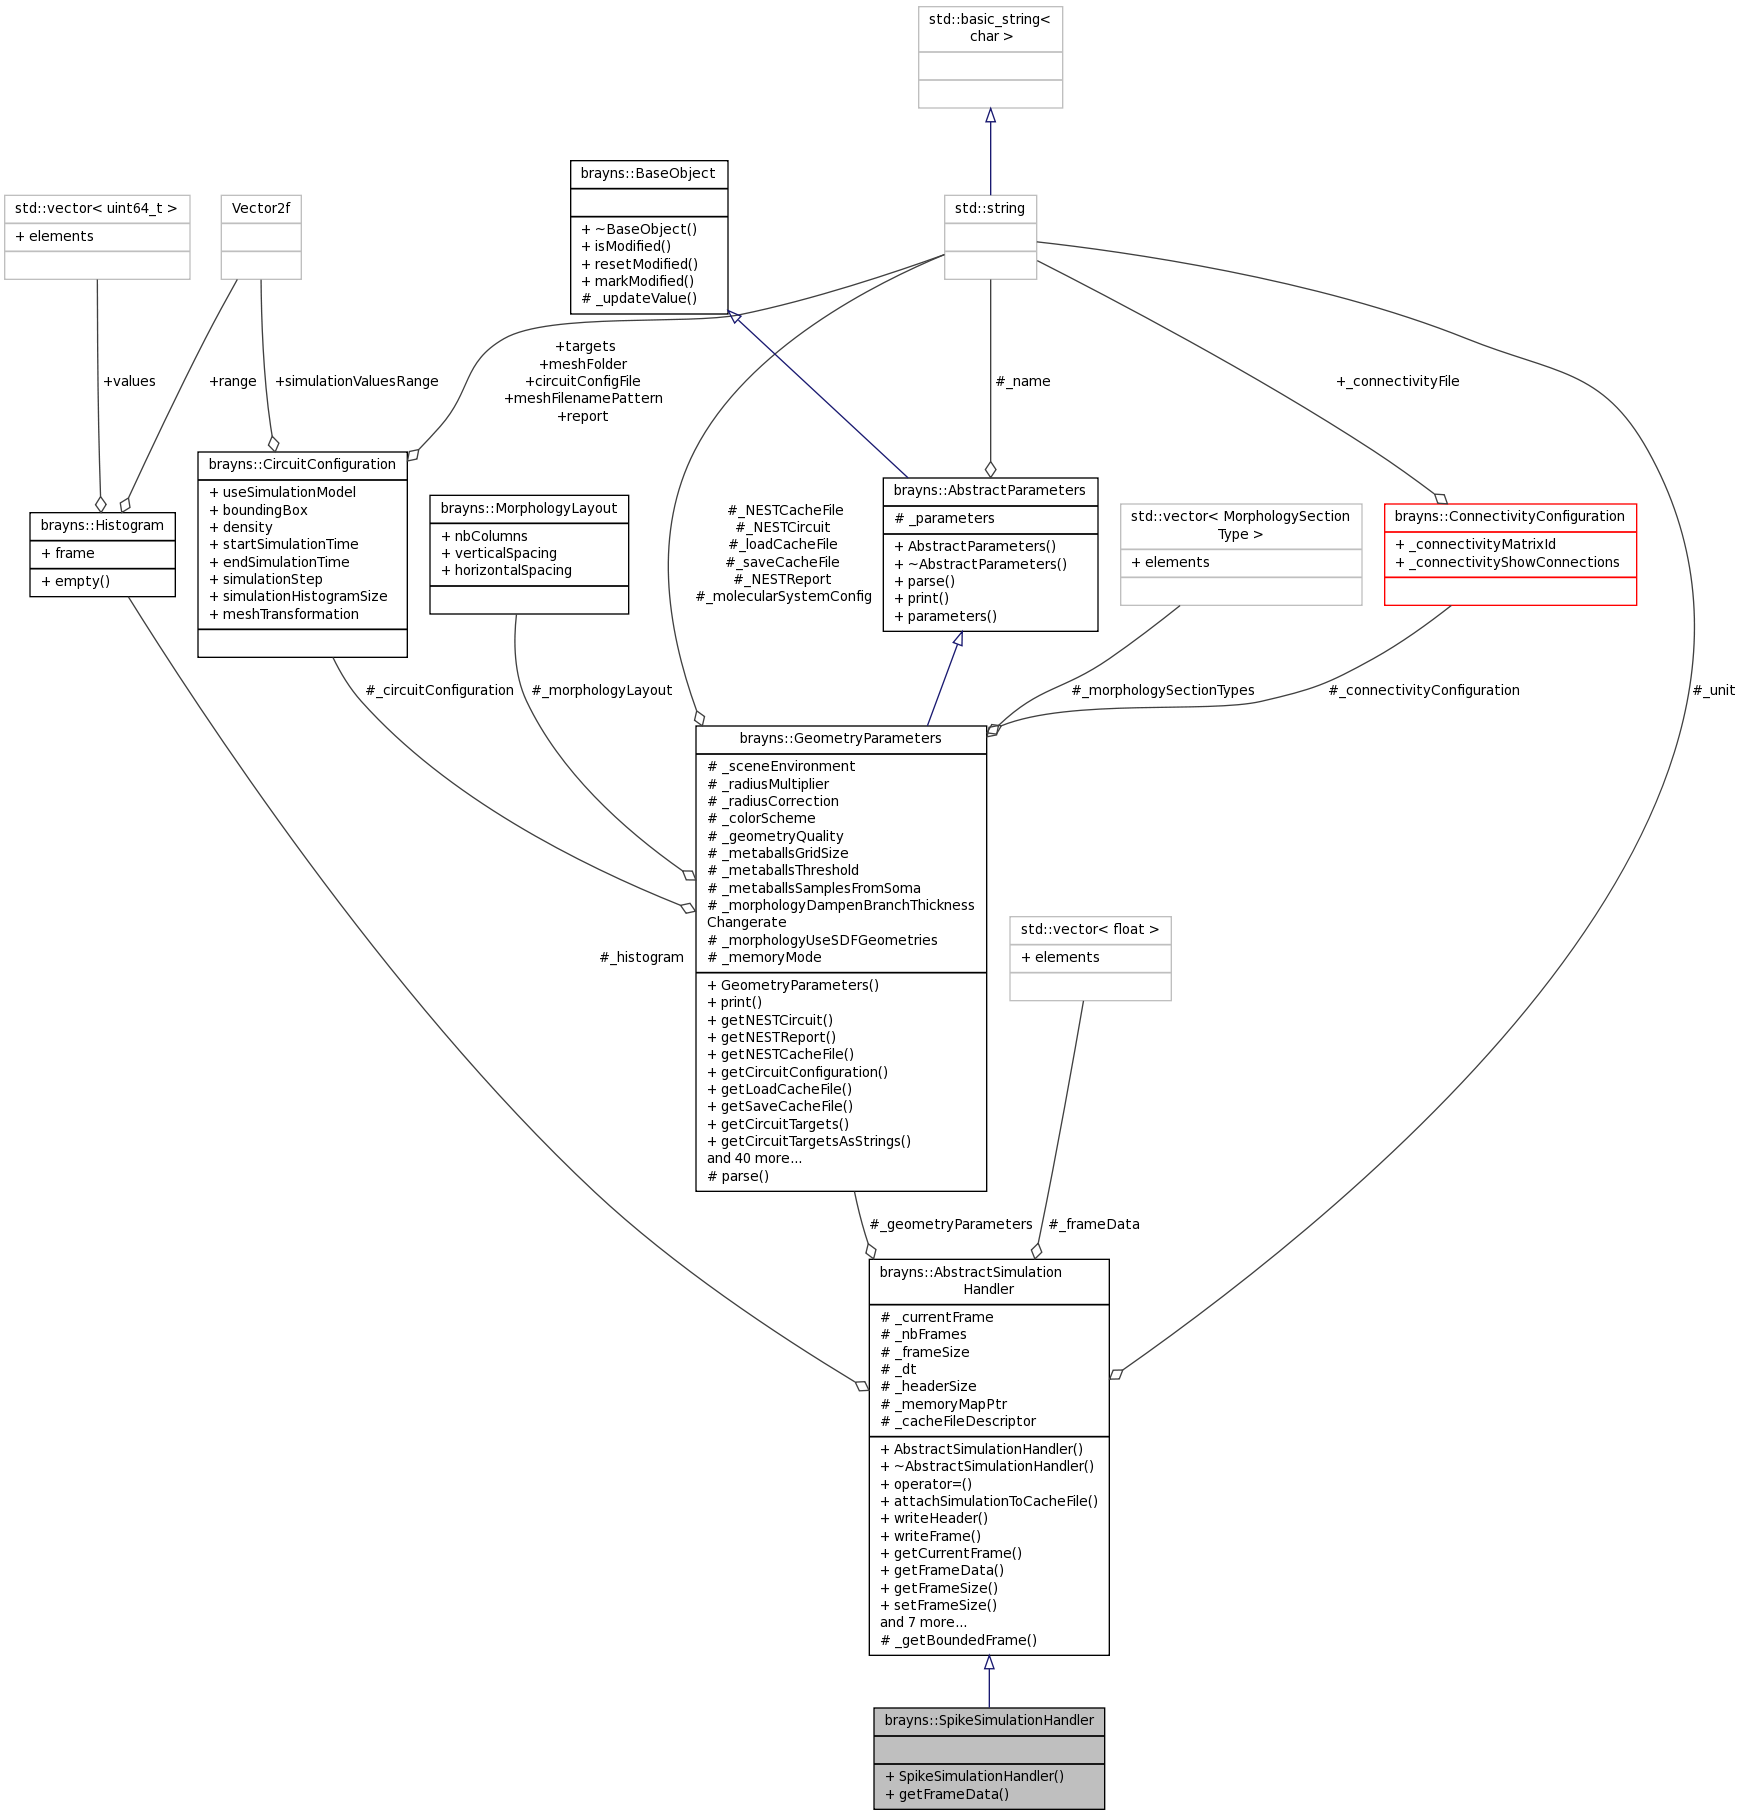 std::basic_string<
char >
brayns::BaseObject
+ ~BaseObject()
+ isModified()
+ resetModified()
+ markModified()
# _updateValue()
std::vector< uint64_t >
+ elements
Vector2f
std::string
+values
+range
+simulationValuesRange
+targets
+meshFolder
+circuitConfigFile
+meshFilenamePattern
+report
#_name
+_connectivityFile
brayns::CircuitConfiguration
+ useSimulationModel
+ boundingBox
+ density
+ startSimulationTime
+ endSimulationTime
+ simulationStep
+ simulationHistogramSize
+ meshTransformation
brayns::Histogram
+ frame
+ empty()
brayns::MorphologyLayout
+ nbColumns
+ verticalSpacing
+ horizontalSpacing
#_NESTCacheFile
#_NESTCircuit
#_loadCacheFile
#_saveCacheFile
#_NESTReport
#_molecularSystemConfig
brayns::AbstractParameters
# _parameters
+ AbstractParameters()
+ ~AbstractParameters()
+ parse()
+ print()
+ parameters()
std::vector< MorphologySection
Type >
+ elements
brayns::ConnectivityConfiguration
+ _connectivityMatrixId
+ _connectivityShowConnections
#_circuitConfiguration
#_morphologyLayout
#_morphologySectionTypes
#_connectivityConfiguration
#_unit
brayns::GeometryParameters
# _sceneEnvironment
# _radiusMultiplier
# _radiusCorrection
# _colorScheme
# _geometryQuality
# _metaballsGridSize
# _metaballsThreshold
# _metaballsSamplesFromSoma
# _morphologyDampenBranchThickness
Changerate
# _morphologyUseSDFGeometries
# _memoryMode
+ GeometryParameters()
+ print()
+ getNESTCircuit()
+ getNESTReport()
+ getNESTCacheFile()
+ getCircuitConfiguration()
+ getLoadCacheFile()
+ getSaveCacheFile()
+ getCircuitTargets()
+ getCircuitTargetsAsStrings()
and 40 more...
# parse()
#_histogram
std::vector< float >
+ elements
#_geometryParameters
#_frameData
brayns::AbstractSimulation
Handler
# _currentFrame
# _nbFrames
# _frameSize
# _dt
# _headerSize
# _memoryMapPtr
# _cacheFileDescriptor
+ AbstractSimulationHandler()
+ ~AbstractSimulationHandler()
+ operator=()
+ attachSimulationToCacheFile()
+ writeHeader()
+ writeFrame()
+ getCurrentFrame()
+ getFrameData()
+ getFrameSize()
+ setFrameSize()
and 7 more...
# _getBoundedFrame()
brayns::SpikeSimulationHandler
+ SpikeSimulationHandler()
+ getFrameData()